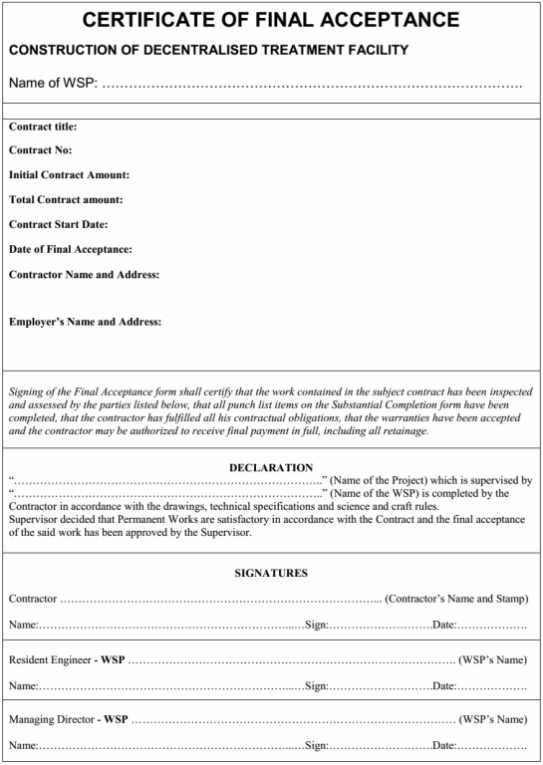 CERTIFICATE OF FINAL ACCEPTANCE
CONSTRUCTION OF DECENTRALISED TREATMENT FACILITY
Name of WSP: ……………………………………………………………………………….
Contract title:
Contract No:
Initial Contract Amount:
Total Contract amount:
Contract Start Date:
Date of Final Acceptance:
Contractor Name and Address:
Employer’s Name and Address:
Signing of the Final Acceptance form shall certify that the work contained in the subject contract has been inspected
and assessed by the parties listed below, that all punch list items on the Substantial Completion form have been
completed, that the contractor has fulfilled all his contractual obligations, that the warranties have been accepted
and the contractor may be authorized to receive final payment in full, including all retainage.
DECLARATION
“…………………………………………………………..” (Name of the Project) which is supervised by
“…………………………………………………………..” (Name of the WSP) is completed by the
Contractor in accordance with the drawings, technical specifications and science and craft rules.
Supervisor decided that Permanent Works are satisfactory in accordance with the Contract and the final acceptance
of the said work has been approved by the Supervisor.
SIGNATURES
Contractor …………………………………………………………….. (Contractor’s Name and Stamp)
Name:…………………………………………………...Sign:…………………..Date:…………….
Resident Engineer - WSP ………………………………………………………………. (WSP’s Name)
Name:…………………………………………………...Sign:…………………..Date:…………….
Managing Director - WSP ……………………………………………………………… (WSP’s Name)
Name:…………………………………………………...Sign:…………………..Date:…………….